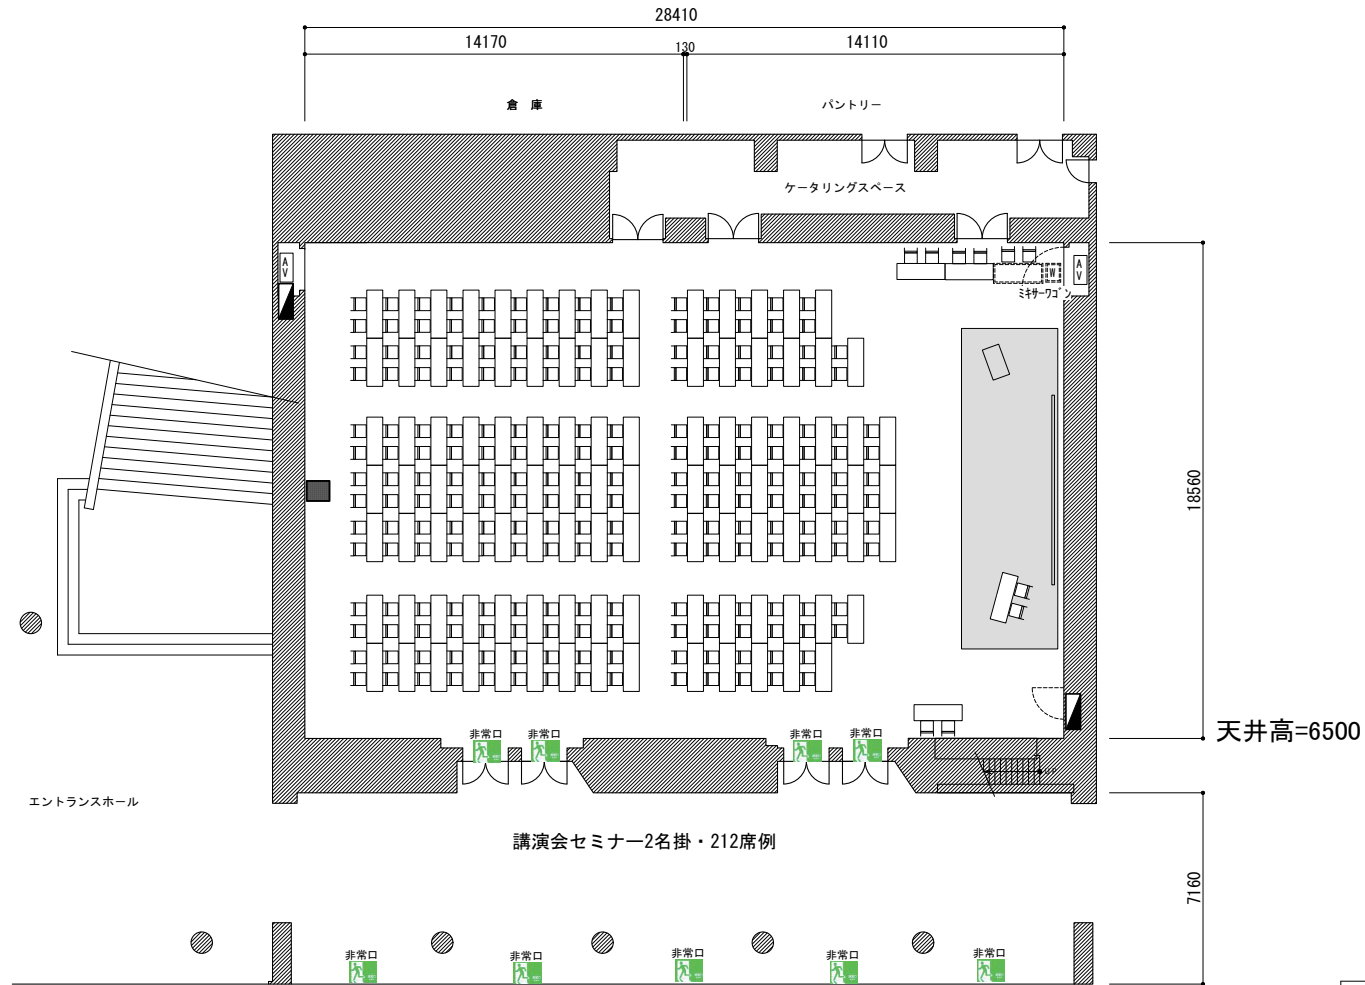 28410
14170
130
14110
倉 庫
パントリー
ケータリングスペース
AV
W
AV
ミキサーワゴン
18560
天井高=6500
非常口
非常口
非常口
非常口
UP
エントランスホール
講演会セミナー2名掛・212席例
7160
非常口
非常口
非常口
非常口
非常口